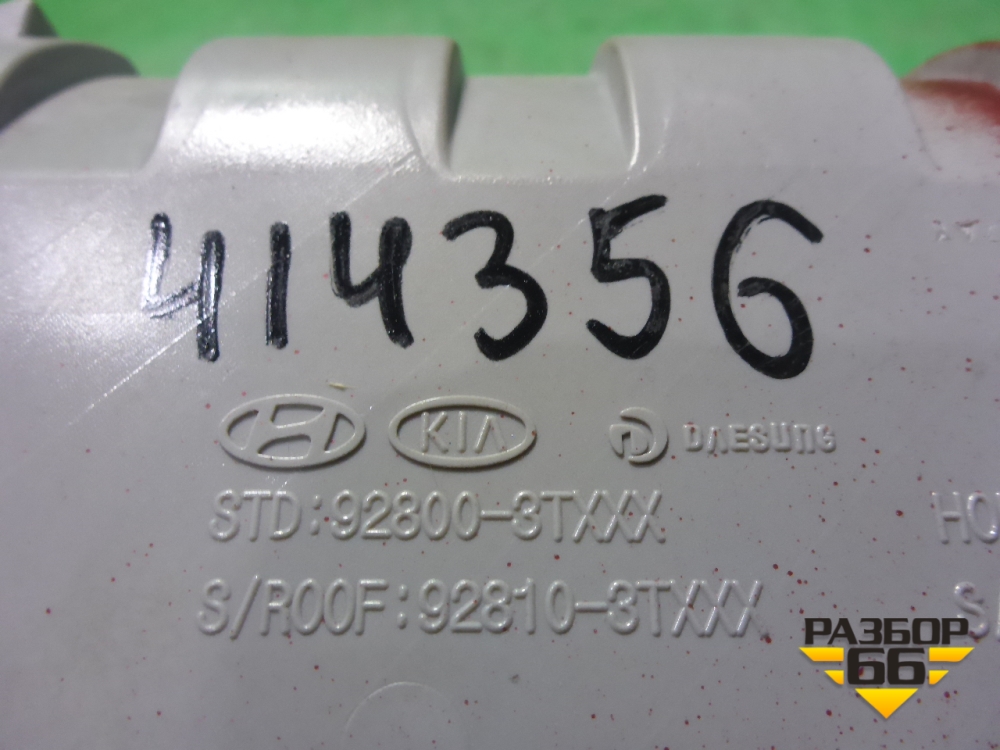 414356
KIA DAESUNG
STD:92800-3TXXX
S/ROOF:92810-3TXXX
РАЗБОР
66